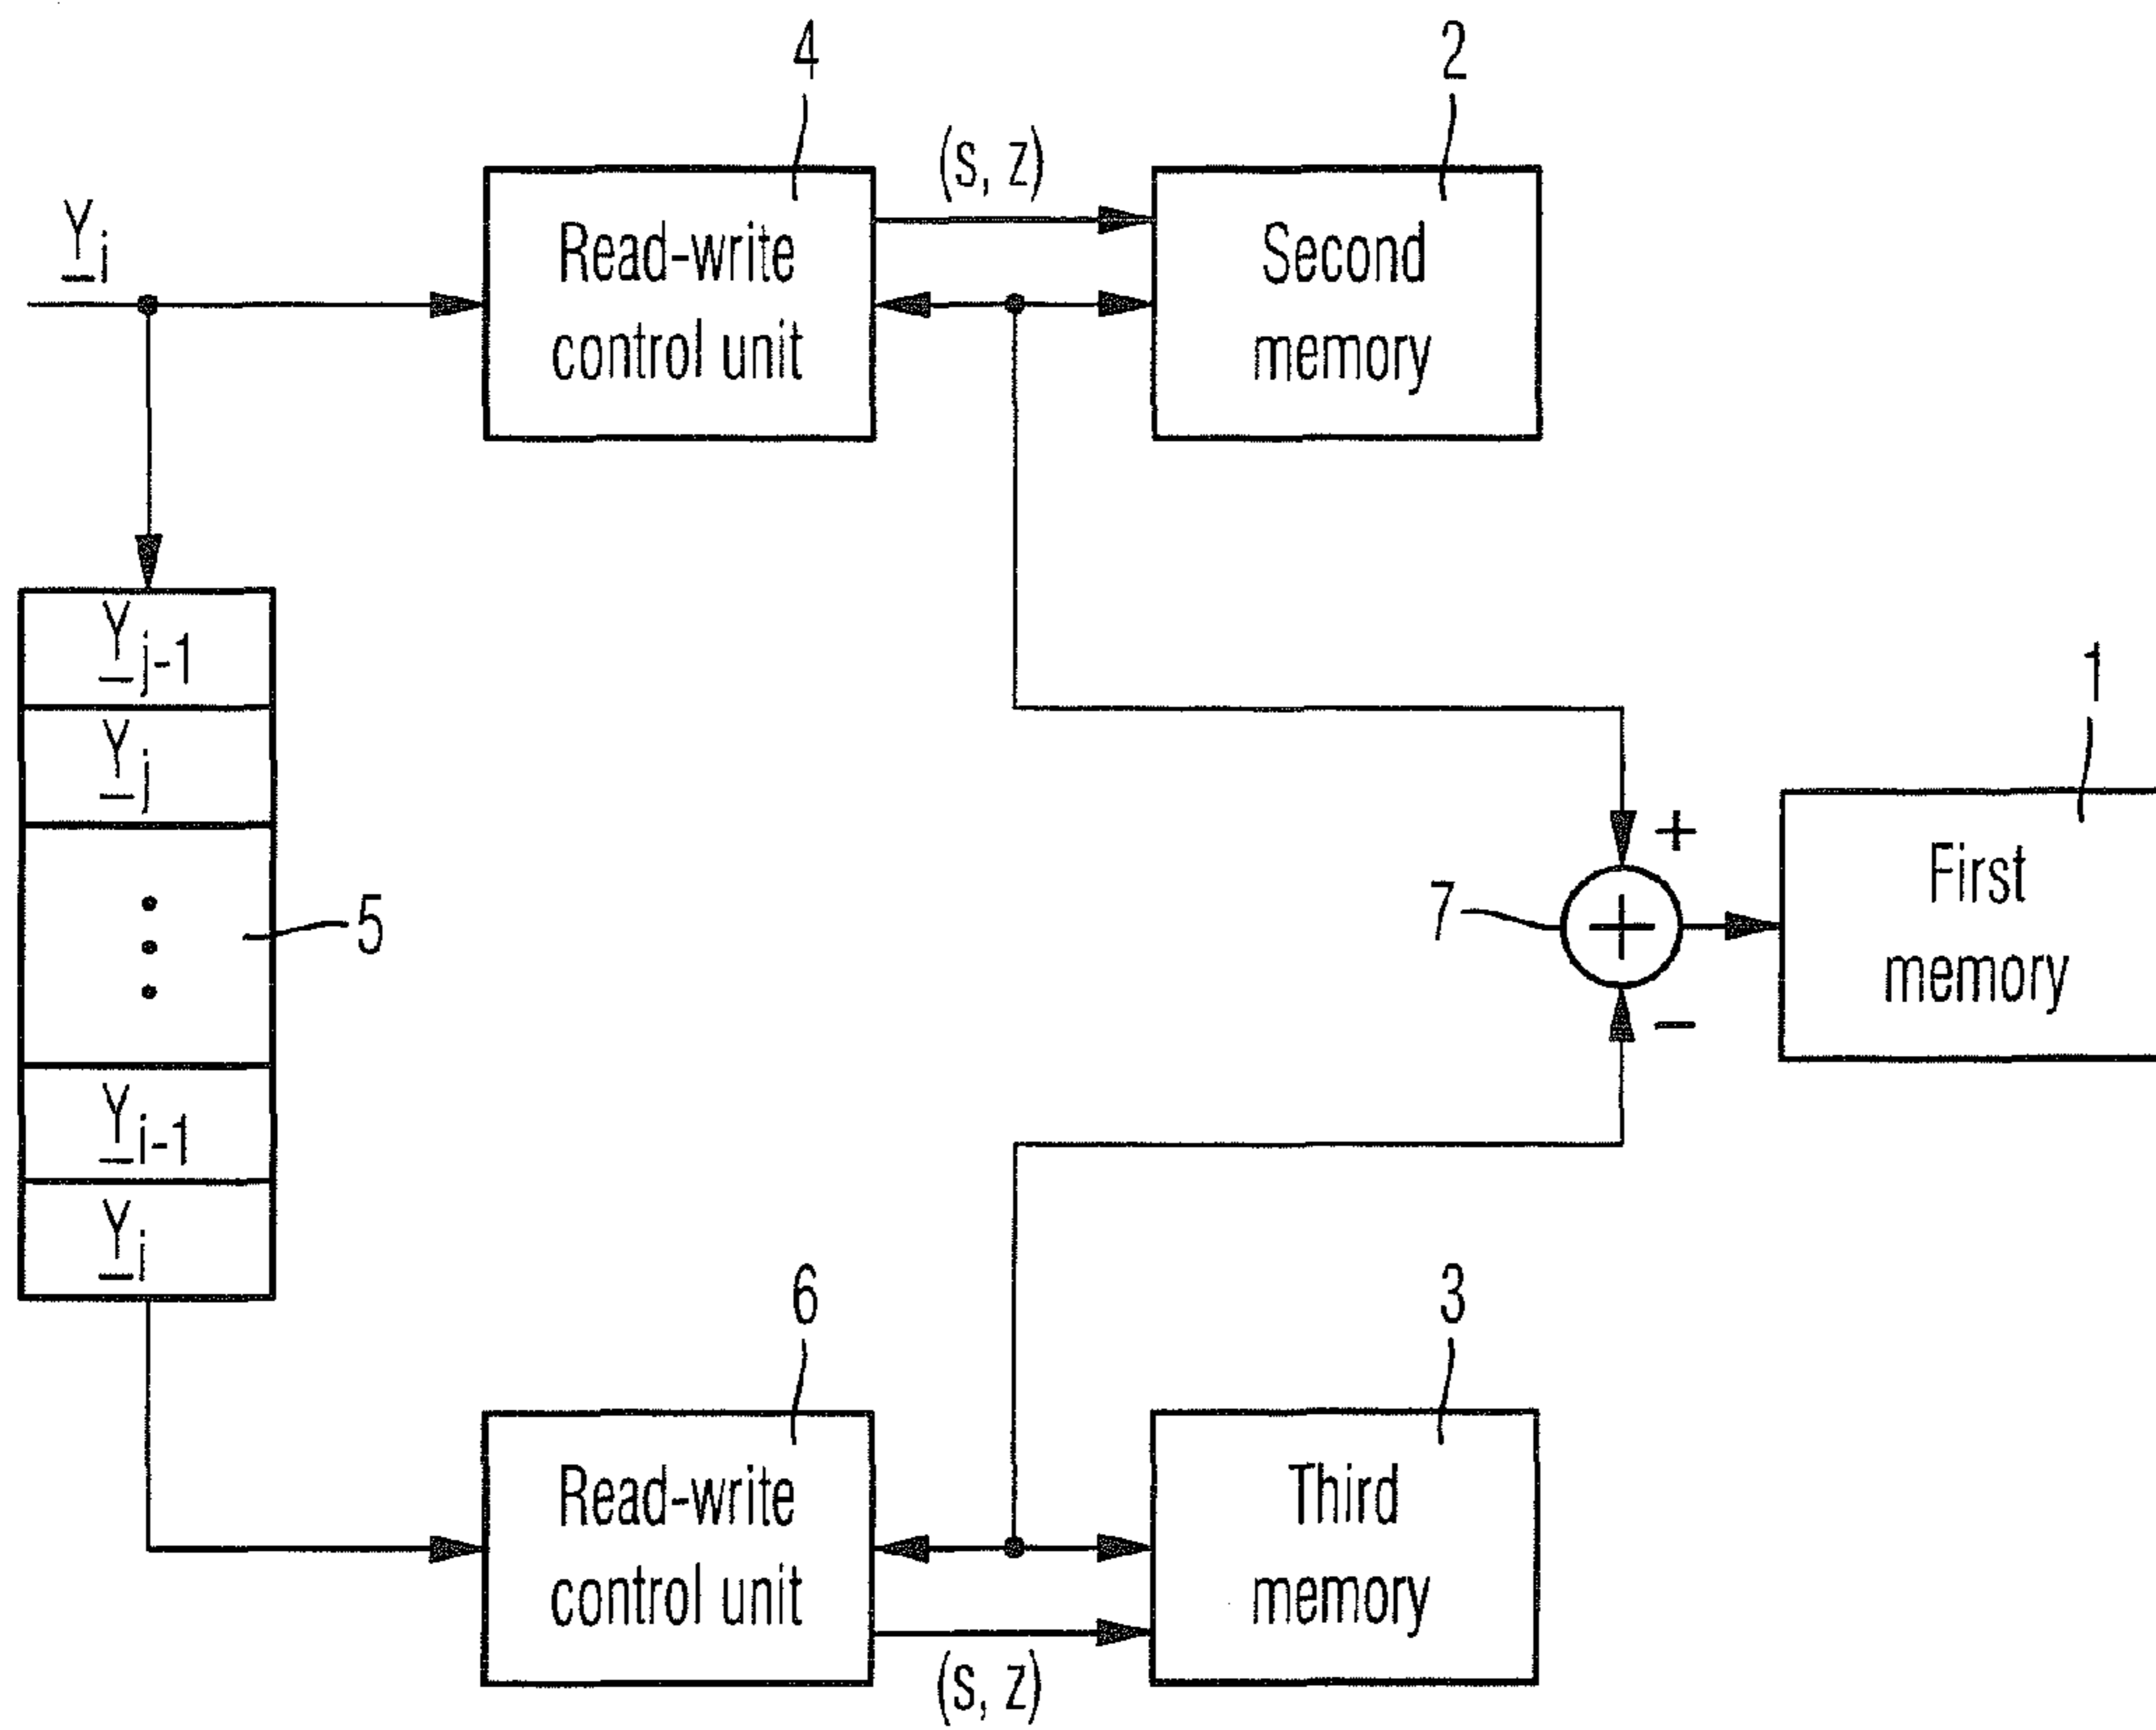 4
2
(s, z)
Y_i
Read-write
control unit
Second
memory
Y_j-1
Y_j
1
+
First
memory
7
+
5
−
Y_i-1
Y_i
6
3
Read-write
control unit
Third
memory
(s, z)